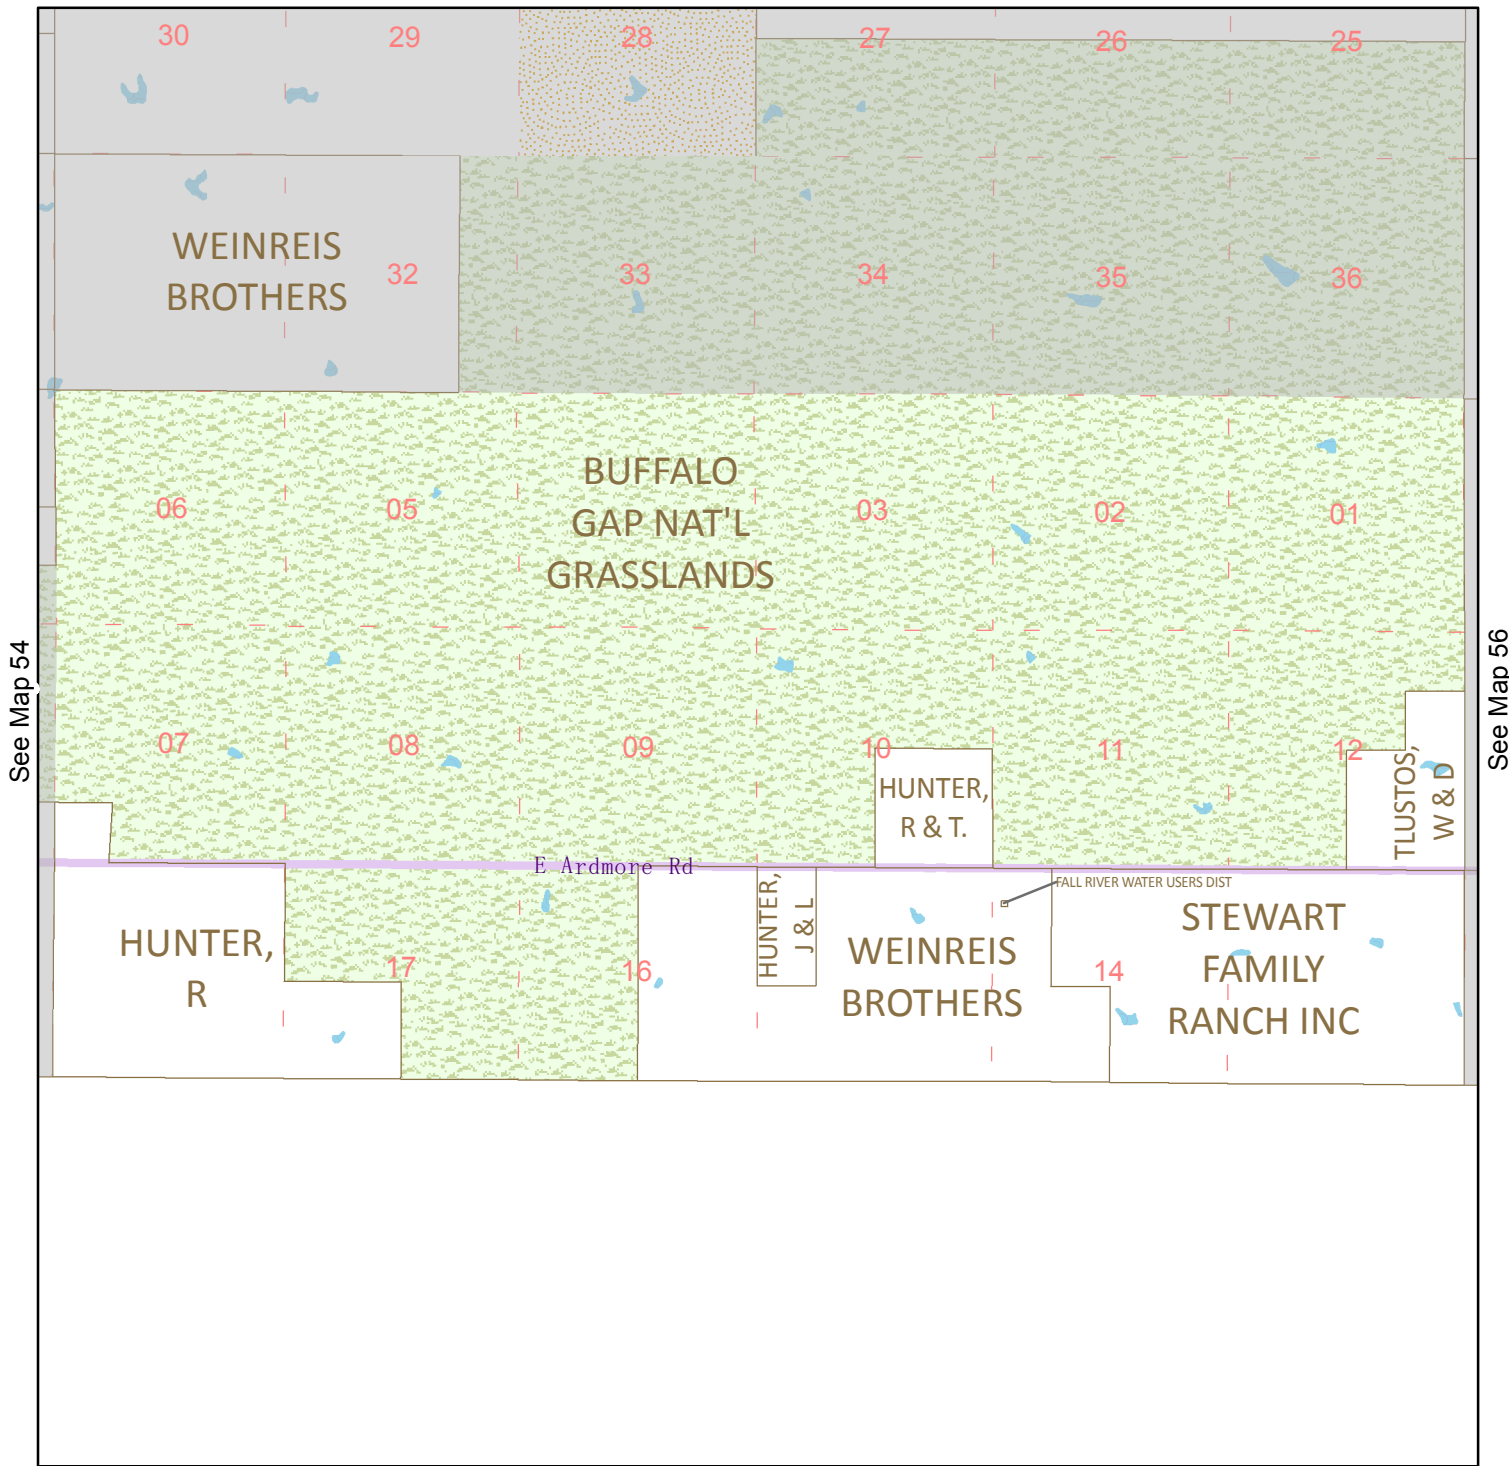 30 29 28 27 26 25
WEINREIS
BROTHERS
32 33 34 35 36
BUFFALO
GAP NAT'L
GRASSLANDS
06 05 03 02 01
See Map 54
See Map 56
07 08 09 10 11 12
HUNTER,
R & T.
TLUSTOS,
W & D
E Ardmore Rd
FALL RIVER WATER USERS DIST
HUNTER,
R
17 16
HUNTER,
J & L
WEINREIS
BROTHERS
14
STEWART
FAMILY
RANCH INC